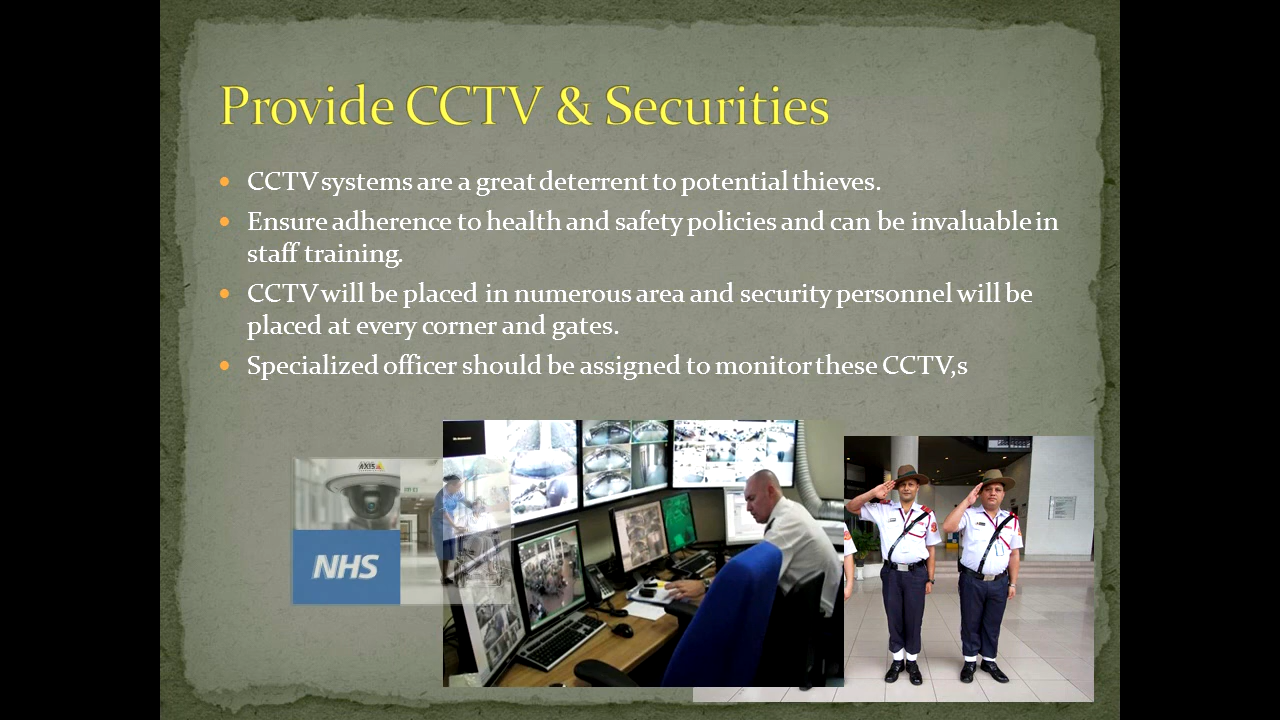 Provide CCTV & Securities
CCTV systems are a great deterrent to potential thieves.
Ensure adherence to health and safety policies and can be invaluable in
staff training.
CCTV will be placed in numerous area and security personnel will be
placed at every corner and gates.
Specialized officer should be assigned to monitor these CCTV,s
AXIS
NHS